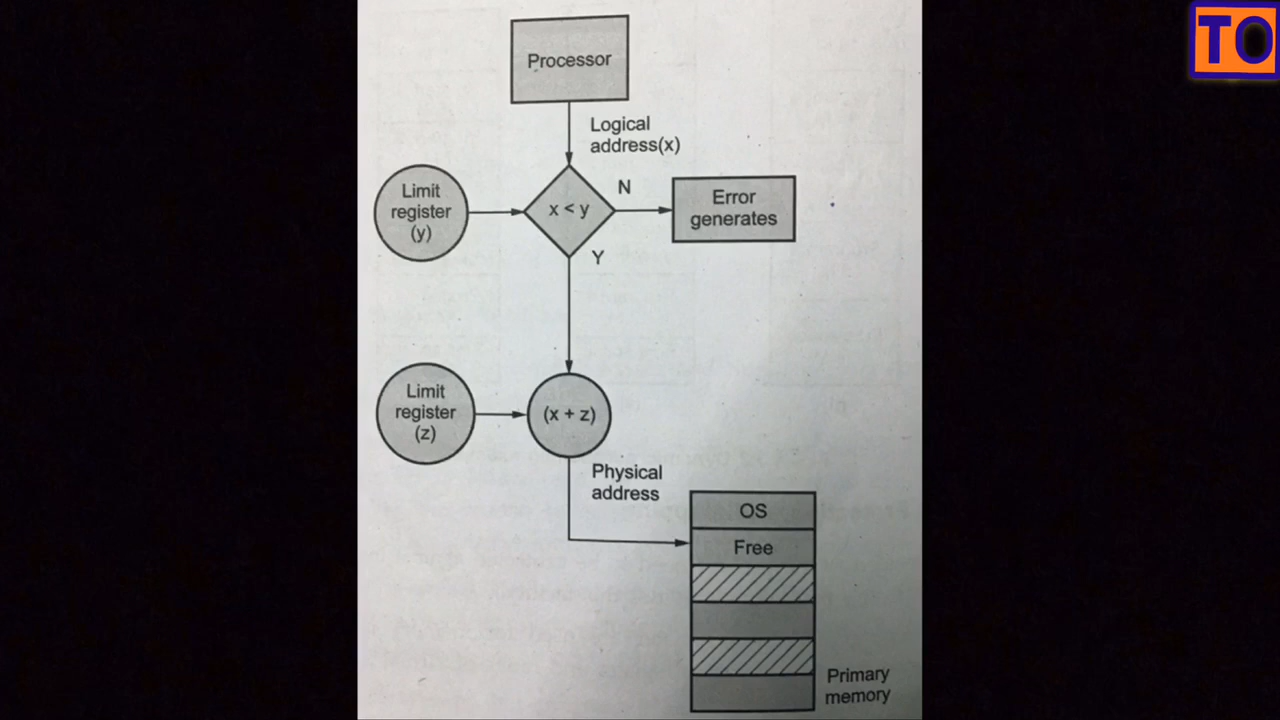 TO
Processor
Logical
address(x)
Limit
register
(y)
x < y
N
Error
generates
Y
Limit
register
(z)
(x + z)
Physical
address
OS
Free
Primary
memory